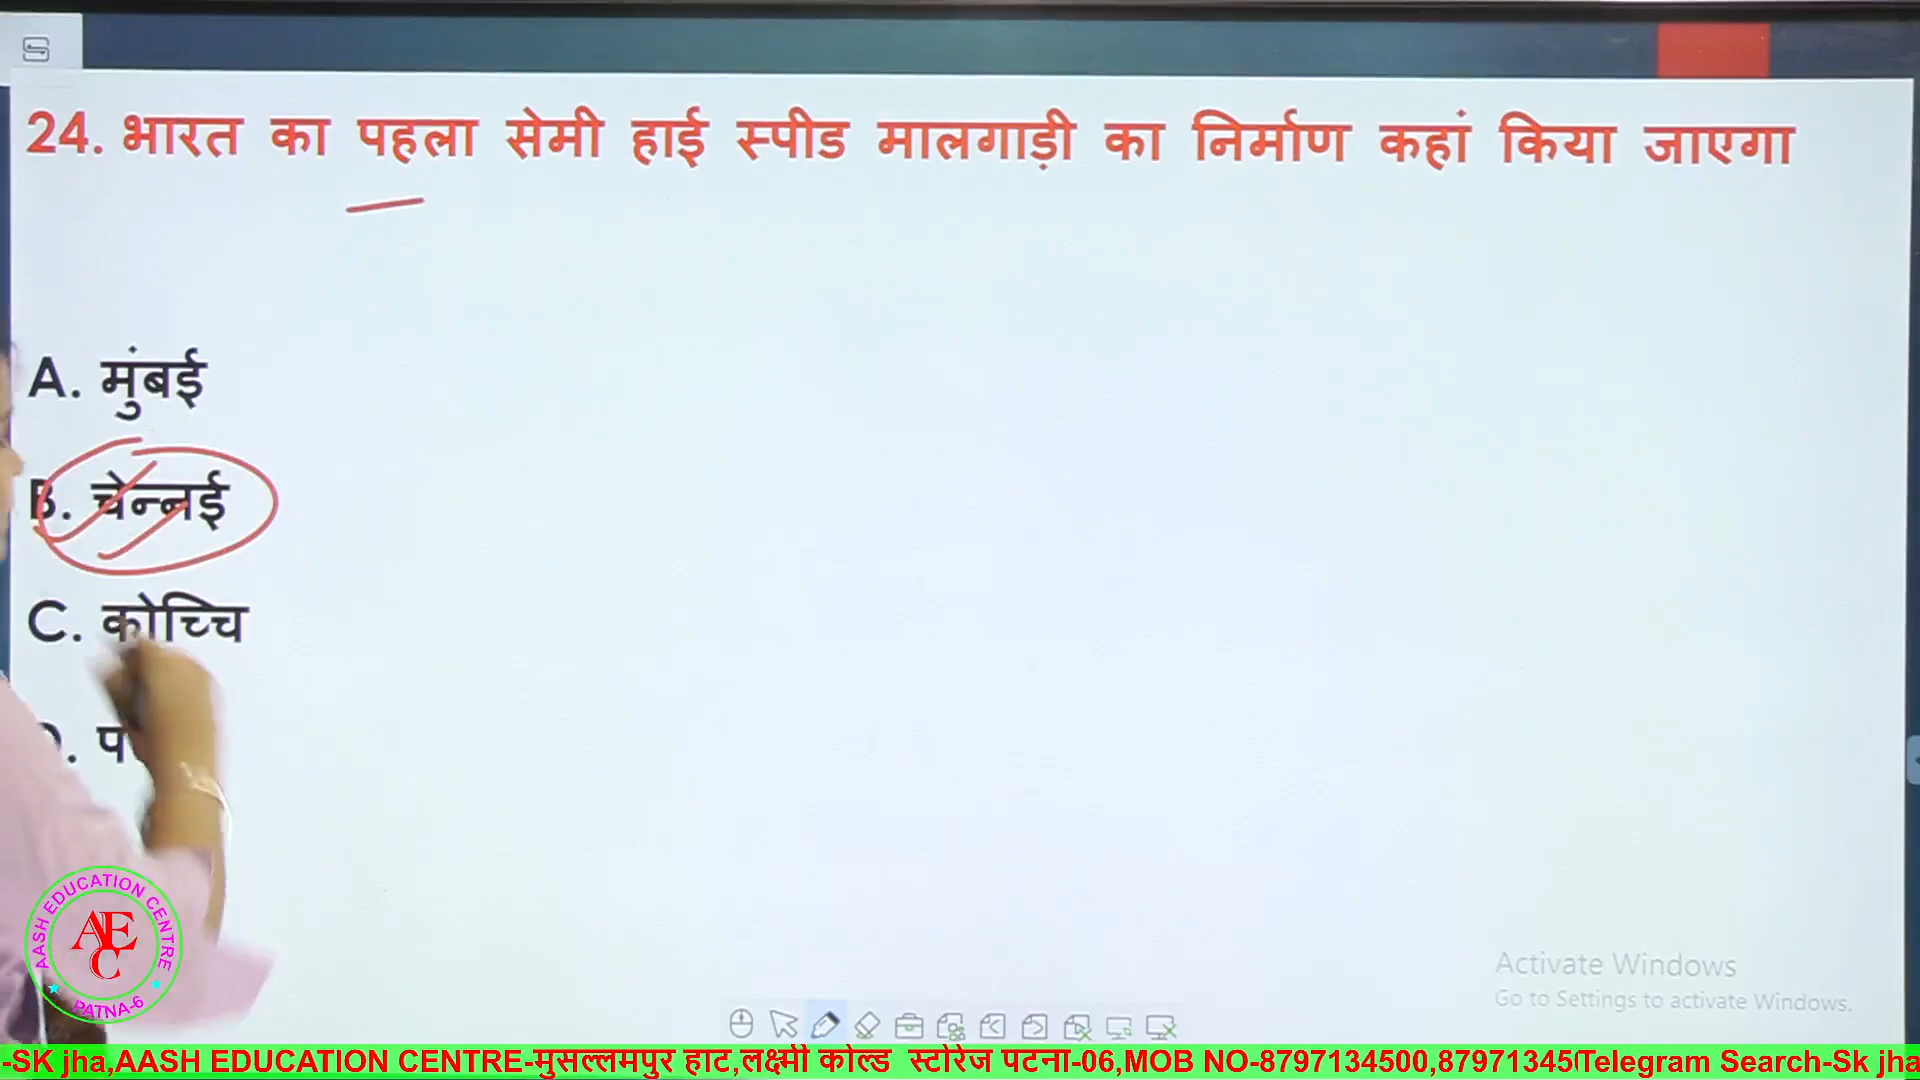 24. भारत का पहला सेमी हाई स्पीड मालगाड़ी का निर्माण कहां किया जाएगा
A. मुंबई
B. चेन्नई
C. कोच्चि
Activate Windows
Go to Settings to activate Windows.
AASH EDUCATION CENTRE
AEC
PATNA-6
-SK jha,AASH EDUCATION CENTRE-मुसल्लमपुर हाट,लक्ष्मी कोल्ड स्टोरेज पटना-06,MOB NO-8797134500,87971345 Telegram Search-Sk jha